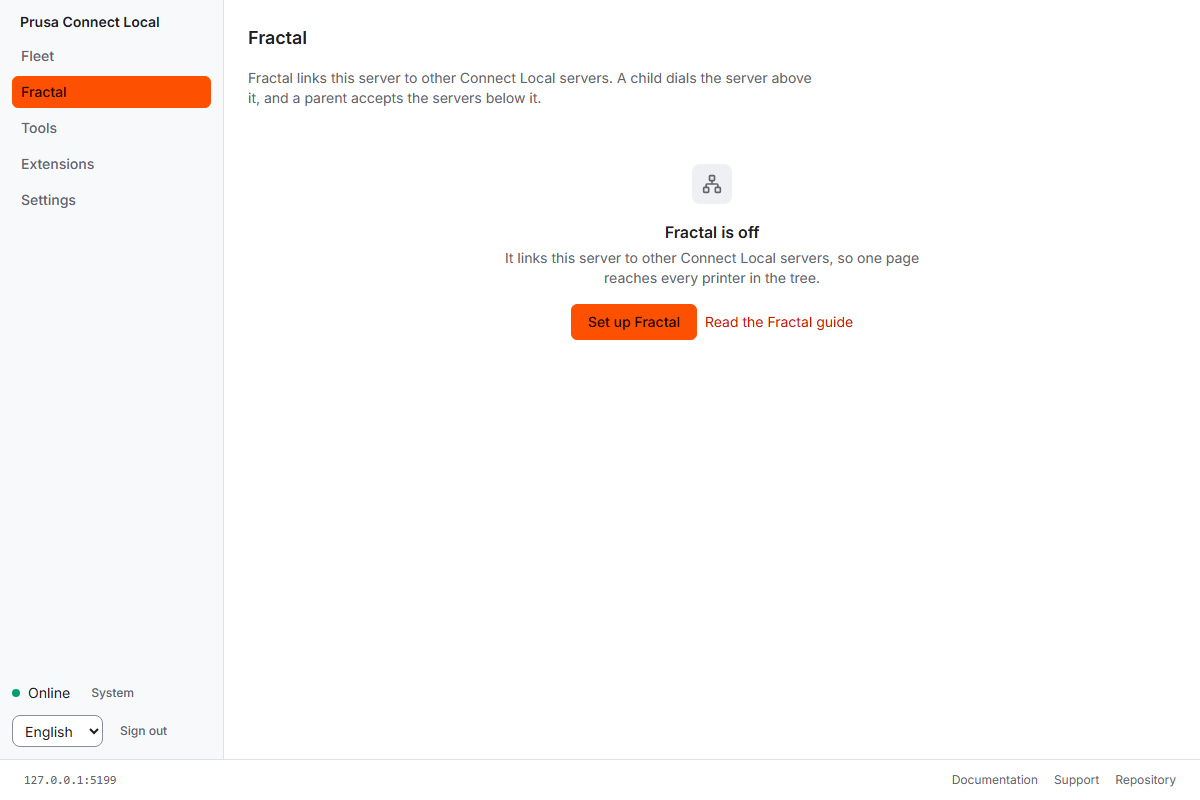 Prusa Connect Local
Fleet
Fractal
Tools
Extensions
Settings
Online
System
English
Sign out
Fractal
Fractal links this server to other Connect Local servers. A child dials the server above
it, and a parent accepts the servers below it.
Fractal is off
It links this server to other Connect Local servers, so one page
reaches every printer in the tree.
Set up Fractal
Read the Fractal guide
127.0.0.1:5199
Documentation
Support
Repository